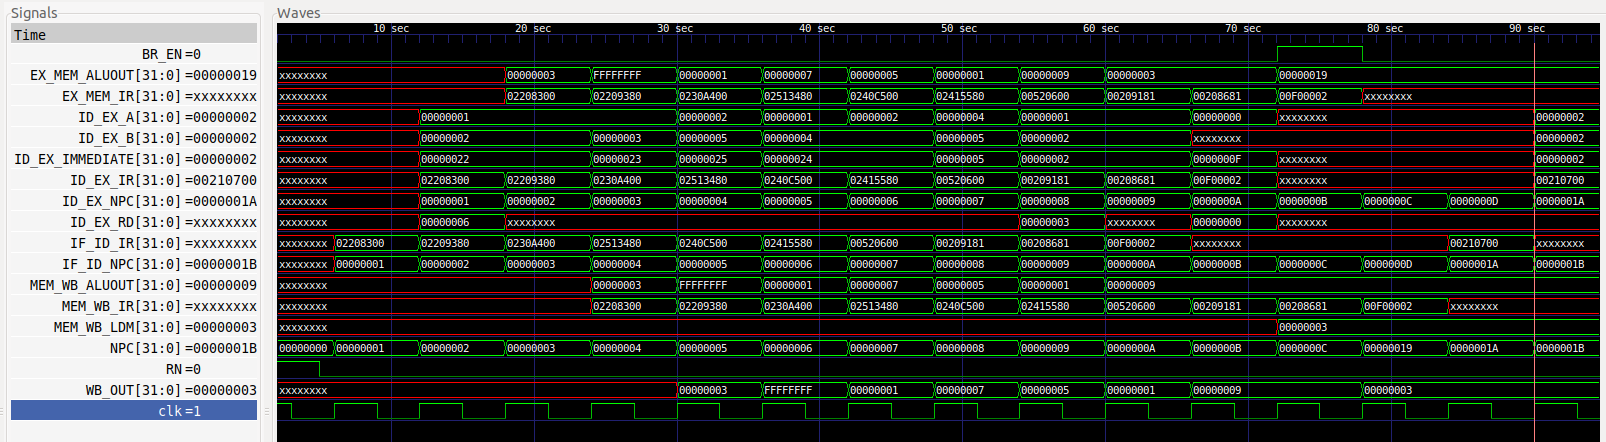 Signals Waves
Time 10 sec 20 sec 30 sec 40 sec 50 sec 60 sec 70 sec 80 sec 90 sec
BR_EN=0
EX_MEM_ALUOUT[31:0]=00000019 xxxxxxxx 00000003 FFFFFFFF 00000001 00000007 00000005 00000001 00000009 00000003 00000019
EX_MEM_IR[31:0]=xxxxxxxx xxxxxxxx 02208300 02209380 0230A400 02513480 0240C500 02415580 00520600 00209181 00208681 00F00002 xxxxxxxx
ID_EX_A[31:0]=00000002 xxxxxxxx 00000001 00000002 00000001 00000002 00000004 00000001 00000000 xxxxxxxx 00000002
ID_EX_B[31:0]=00000002 xxxxxxxx 00000002 00000003 00000005 00000004 00000005 00000002 xxxxxxxx 00000002
ID_EX_IMMEDIATE[31:0]=00000002 xxxxxxxx 00000022 00000023 00000025 00000024 00000005 00000002 0000000F xxxxxxxx 00000002
ID_EX_IR[31:0]=00210700 xxxxxxxx 02208300 02209380 0230A400 02513480 0240C500 02415580 00520600 00209181 00208681 00F00002 xxxxxxxx 00210700
ID_EX_NPC[31:0]=0000001A xxxxxxxx 00000001 00000002 00000003 00000004 00000005 00000006 00000007 00000008 00000009 0000000A 0000000B 0000000C 0000000D 0000001A
ID_EX_RD[31:0]=xxxxxxxx xxxxxxxx 00000006 xxxxxxxx 00000003 xxxxxxxx 00000000 xxxxxxxx
IF_ID_IR[31:0]=xxxxxxxx xxxxxxxx 02208300 02209380 0230A400 02513480 0240C500 02415580 00520600 00209181 00208681 00F00002 xxxxxxxx 00210700 xxxxxxxx
IF_ID_NPC[31:0]=0000001B xxxxxxxx 00000001 00000002 00000003 00000004 00000005 00000006 00000007 00000008 00000009 0000000A 0000000B 0000000C 0000000D 0000001A 0000001B
MEM_WB_ALUOUT[31:0]=00000009 xxxxxxxx 00000003 FFFFFFFF 00000001 00000007 00000005 00000001 00000009
MEM_WB_IR[31:0]=xxxxxxxx xxxxxxxx 02208300 02209380 0230A400 02513480 0240C500 02415580 00520600 00209181 00208681 00F00002 xxxxxxxx
MEM_WB_LDM[31:0]=00000003 xxxxxxxx 00000003
NPC[31:0]=0000001B 00000000 00000001 00000002 00000003 00000004 00000005 00000006 00000007 00000008 00000009 0000000A 0000000B 0000000C 00000019 0000001A 0000001B
RN=0
WB_OUT[31:0]=00000003 xxxxxxxx 00000003 FFFFFFFF 00000001 00000007 00000005 00000001 00000009 00000003
clk=1